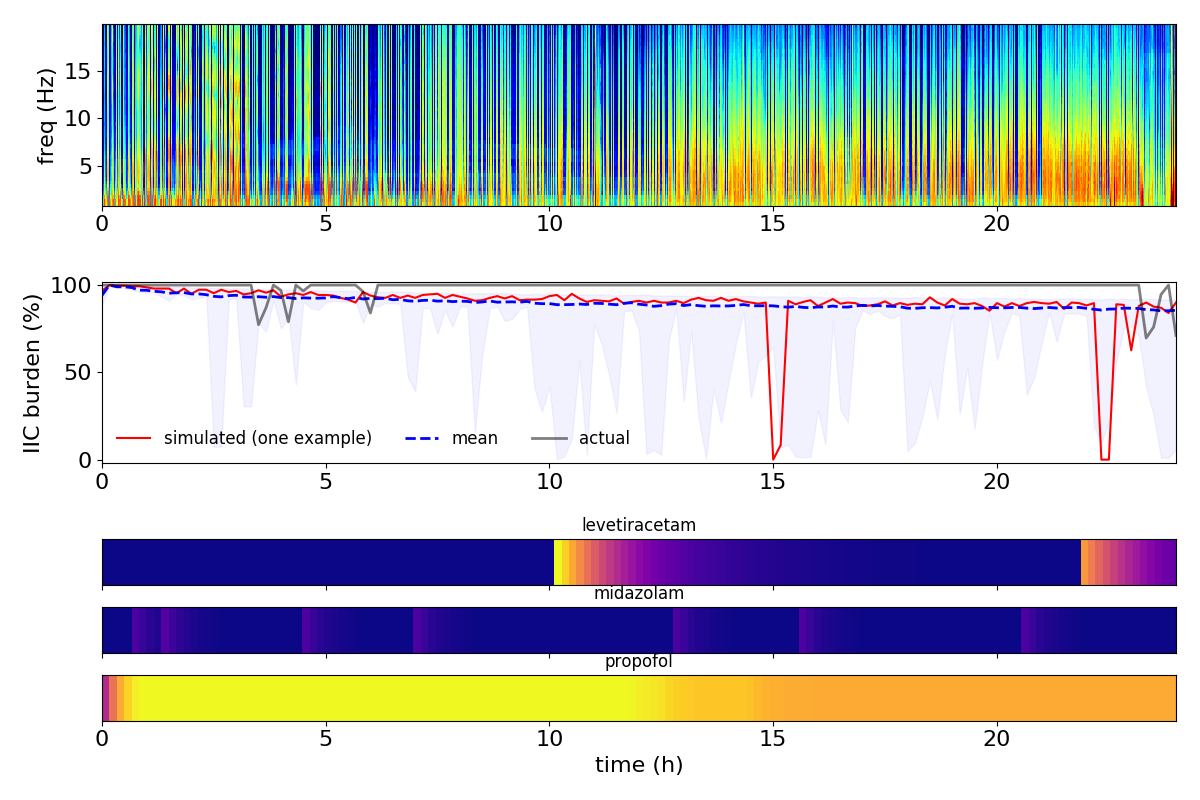 freq (Hz)
15
10
5
0 5 10 15 20
IIC burden (%)
100
50
0
simulated (one example) mean actual
0 5 10 15 20
levetiracetam
midazolam
propofol
0 5 10 15 20
time (h)